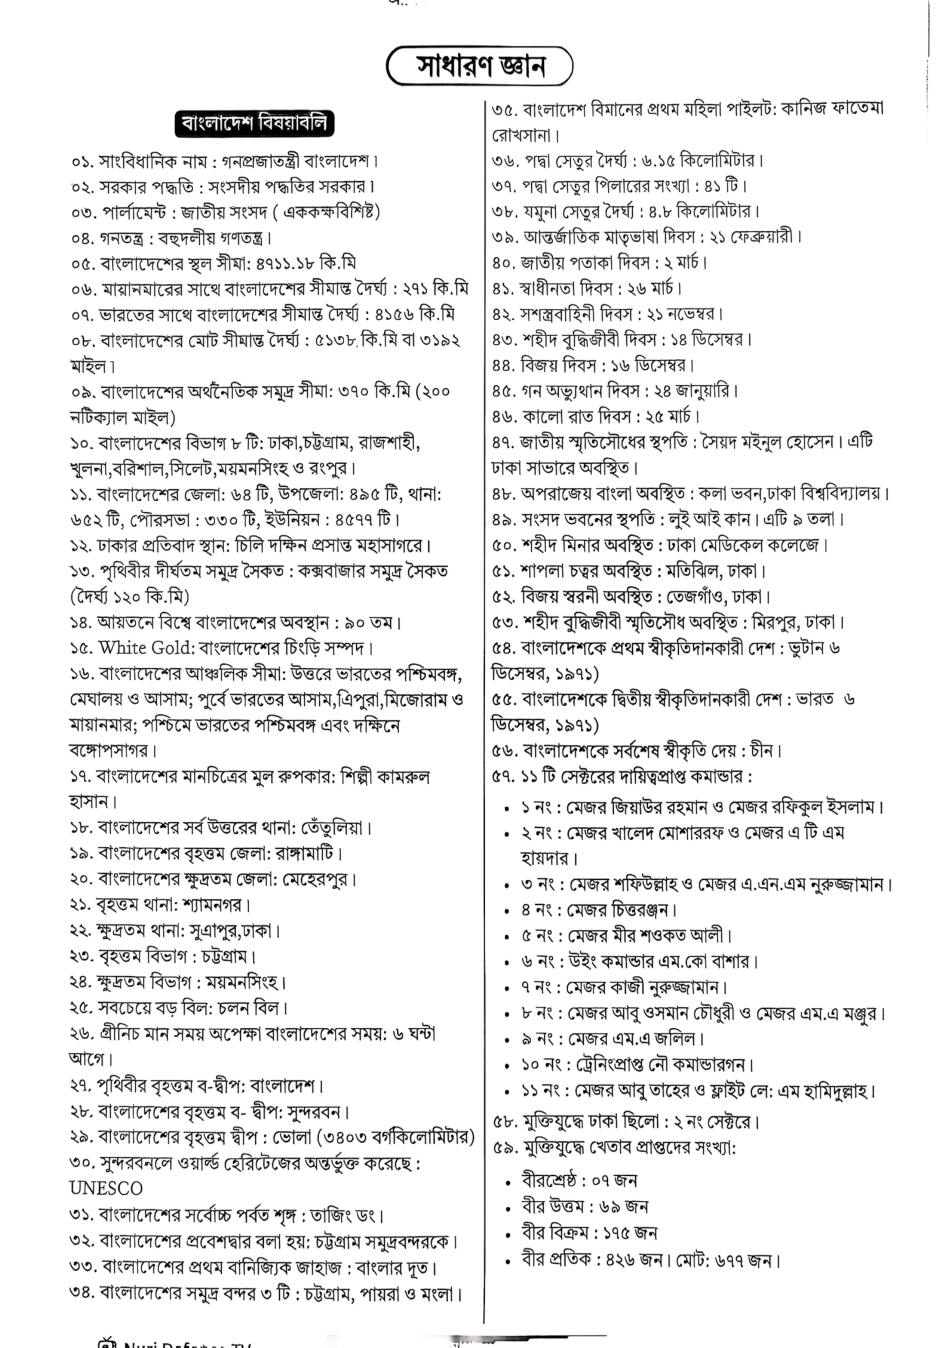 সাধারণ জ্ঞান
বাংলাদেশ বিষয়াবলি
০১. সাংবিধানিক নাম : গনপ্রজাতন্ত্রী বাংলাদেশ।
০২. সরকার পদ্ধতি : সংসদীয় পদ্ধতির সরকার।
০৩. পার্লামেন্ট : জাতীয় সংসদ ( এককক্ষবিশিষ্ট)
০৪. গনতন্ত্র : বহুদলীয় গণতন্ত্র।
০৫. বাংলাদেশের স্থল সীমা: ৪৭১১.১৮ কি.মি
০৬. মায়ানমারের সাথে বাংলাদেশের সীমান্ত দৈর্ঘ্য : ২৭১ কি.মি
০৭. ভারতের সাথে বাংলাদেশের সীমান্ত দৈর্ঘ্য : ৪১৫৬ কি.মি
০৮. বাংলাদেশের মোট সীমান্ত দৈর্ঘ্য : ৫১৩৮ কি.মি বা ৩১৯২
মাইল।
০৯. বাংলাদেশের অর্থনৈতিক সমুদ্র সীমা: ৩৭০ কি.মি (২০০
নটিক্যাল মাইল)
১০. বাংলাদেশের বিভাগ ৮ টি: ঢাকা,চট্টগ্রাম, রাজশাহী,
খুলনা,বরিশাল,সিলেট,ময়মনসিংহ ও রংপুর।
১১. বাংলাদেশের জেলা: ৬৪ টি, উপজেলা: ৪৯৫ টি, থানা:
৬৫২ টি, পৌরসভা : ৩৩০ টি, ইউনিয়ন : ৪৫৭৭ টি।
১২. ঢাকার প্রতিবাদ স্থান: চিলি দক্ষিন প্রসান্ত মহাসাগরে।
১৩. পৃথিবীর দীর্ঘতম সমুদ্র সৈকত : কক্সবাজার সমুদ্র সৈকত
(দৈর্ঘ্য ১২০ কি.মি)
১৪. আয়তনে বিশ্বে বাংলাদেশের অবস্থান : ৯০ তম।
১৫. White Gold: বাংলাদেশের চিংড়ি সম্পদ।
১৬. বাংলাদেশের আঞ্চলিক সীমা: উত্তরে ভারতের পশ্চিমবঙ্গ,
মেঘালয় ও আসাম; পুর্বে ভারতের আসাম,এিপুরা,মিজোরাম ও
মায়ানমার; পশ্চিমে ভারতের পশ্চিমবঙ্গ এবং দক্ষিনে
বঙ্গোপসাগর।
১৭. বাংলাদেশের মানচিত্রের মুল রুপকার: শিল্পী কামরুল
হাসান।
১৮. বাংলাদেশের সর্ব উত্তরের থানা: তেঁতুলিয়া।
১৯. বাংলাদেশের বৃহত্তম জেলা: রাঙ্গামাটি।
২০. বাংলাদেশের ক্ষুদ্রতম জেলা: মেহেরপুর।
২১. বৃহত্তম থানা: শ্যামনগর।
২২. ক্ষুদ্রতম থানা: সুএাপুর,ঢাকা।
২৩. বৃহত্তম বিভাগ : চট্টগ্রাম।
২৪. ক্ষুদ্রতম বিভাগ : ময়মনসিংহ।
২৫. সবচেয়ে বড় বিল: চলন বিল।
২৬. গ্রীনিচ মান সময় অপেক্ষা বাংলাদেশের সময়: ৬ ঘন্টা
আগে।
২৭. পৃথিবীর বৃহত্তম ব-দ্বীপ: বাংলাদেশ।
২৮. বাংলাদেশের বৃহত্তম ব- দ্বীপ: সুন্দরবন।
২৯. বাংলাদেশের বৃহত্তম দ্বীপ : ভোলা (৩৪০৩ বর্গকিলোমিটার)
৩০. সুন্দরবনলে ওয়ার্ল্ড হেরিটেজের অন্তর্ভুক্ত করেছে :
UNESCO
৩১. বাংলাদেশের সর্বোচ্চ পর্বত শৃঙ্গ : তাজিং ডং।
৩২. বাংলাদেশের প্রবেশদ্বার বলা হয়: চট্টগ্রাম সমুদ্রবন্দরকে।
৩৩. বাংলাদেশের প্রথম বানিজ্যিক জাহাজ : বাংলার দূত।
৩৪. বাংলাদেশের সমুদ্র বন্দর ৩ টি : চট্টগ্রাম, পায়রা ও মংলা।
৩৫. বাংলাদেশ বিমানের প্রথম মহিলা পাইলট: কানিজ ফাতেমা
রোখসানা।
৩৬. পদ্মা সেতুর দৈর্ঘ্য : ৬.১৫ কিলোমিটার।
৩৭. পদ্মা সেতুর পিলারের সংখ্যা : ৪১ টি।
৩৮. যমুনা সেতুর দৈর্ঘ্য : ৪.৮ কিলোমিটার।
৩৯. আন্তর্জাতিক মাতৃভাষা দিবস : ২১ ফেব্রুয়ারী।
৪০. জাতীয় পতাকা দিবস : ২ মার্চ।
৪১. স্বাধীনতা দিবস : ২৬ মার্চ।
৪২. সশস্ত্রবাহিনী দিবস : ২১ নভেম্বর।
৪৩. শহীদ বুদ্ধিজীবী দিবস : ১৪ ডিসেম্বর।
৪৪. বিজয় দিবস : ১৬ ডিসেম্বর।
৪৫. গন অভ্যুথান দিবস : ২৪ জানুয়ারি।
৪৬. কালো রাত দিবস : ২৫ মার্চ।
৪৭. জাতীয় স্মৃতিসৌধের স্থপতি : সৈয়দ মইনুল হোসেন। এটি
ঢাকা সাভারে অবস্থিত।
৪৮. অপরাজেয় বাংলা অবস্থিত : কলা ভবন,ঢাকা বিশ্ববিদ্যালয়।
৪৯. সংসদ ভবনের স্থপতি : লুই আই কান। এটি ৯ তলা।
৫০. শহীদ মিনার অবস্থিত : ঢাকা মেডিকেল কলেজে।
৫১. শাপলা চত্বর অবস্থিত : মতিঝিল, ঢাকা।
৫২. বিজয় স্বরনী অবস্থিত : তেজগাঁও, ঢাকা।
৫৩. শহীদ বুদ্ধিজীবী স্মৃতিসৌধ অবস্থিত : মিরপুর, ঢাকা।
৫৪. বাংলাদেশকে প্রথম স্বীকৃতিদানকারী দেশ : ভুটান ৬
ডিসেম্বর, ১৯৭১)
৫৫. বাংলাদেশকে দ্বিতীয় স্বীকৃতিদানকারী দেশ : ভারত ৬
ডিসেম্বর, ১৯৭১)
৫৬. বাংলাদেশকে সর্বশেষ স্বীকৃতি দেয় : চীন।
৫৭. ১১ টি সেক্টরের দায়িত্বপ্রাপ্ত কমান্ডার :
• ১ নং : মেজর জিয়াউর রহমান ও মেজর রফিকুল ইসলাম।
• ২ নং : মেজর খালেদ মোশাররফ ও মেজর এ টি এম
হায়দার।
• ৩ নং : মেজর শফিউল্লাহ ও মেজর এ.এন.এম নুরুজ্জামান।
• ৪ নং : মেজর চিত্তরঞ্জন।
• ৫ নং : মেজর মীর শওকত আলী।
• ৬ নং : উইং কমান্ডার এম.কো বাশার।
• ৭ নং : মেজর কাজী নুরুজ্জামান।
• ৮ নং : মেজর আবু ওসমান চৌধুরী ও মেজর এম.এ মঞ্জুর।
• ৯ নং : মেজর এম.এ জলিল।
• ১০ নং : ট্রেনিংপ্রাপ্ত নৌ কমান্ডারগন।
• ১১ নং : মেজর আবু তাহের ও ফ্লাইট লে: এম হামিদুল্লাহ।
৫৮. মুক্তিযুদ্ধে ঢাকা ছিলো : ২ নং সেক্টরে।
৫৯. মুক্তিযুদ্ধে খেতাব প্রাপ্তদের সংখ্যা:
• বীরশ্রেষ্ঠ : ০৭ জন
• বীর উত্তম : ৬৯ জন
• বীর বিক্রম : ১৭৫ জন
• বীর প্রতিক : ৪২৬ জন। মোট: ৬৭৭ জন।